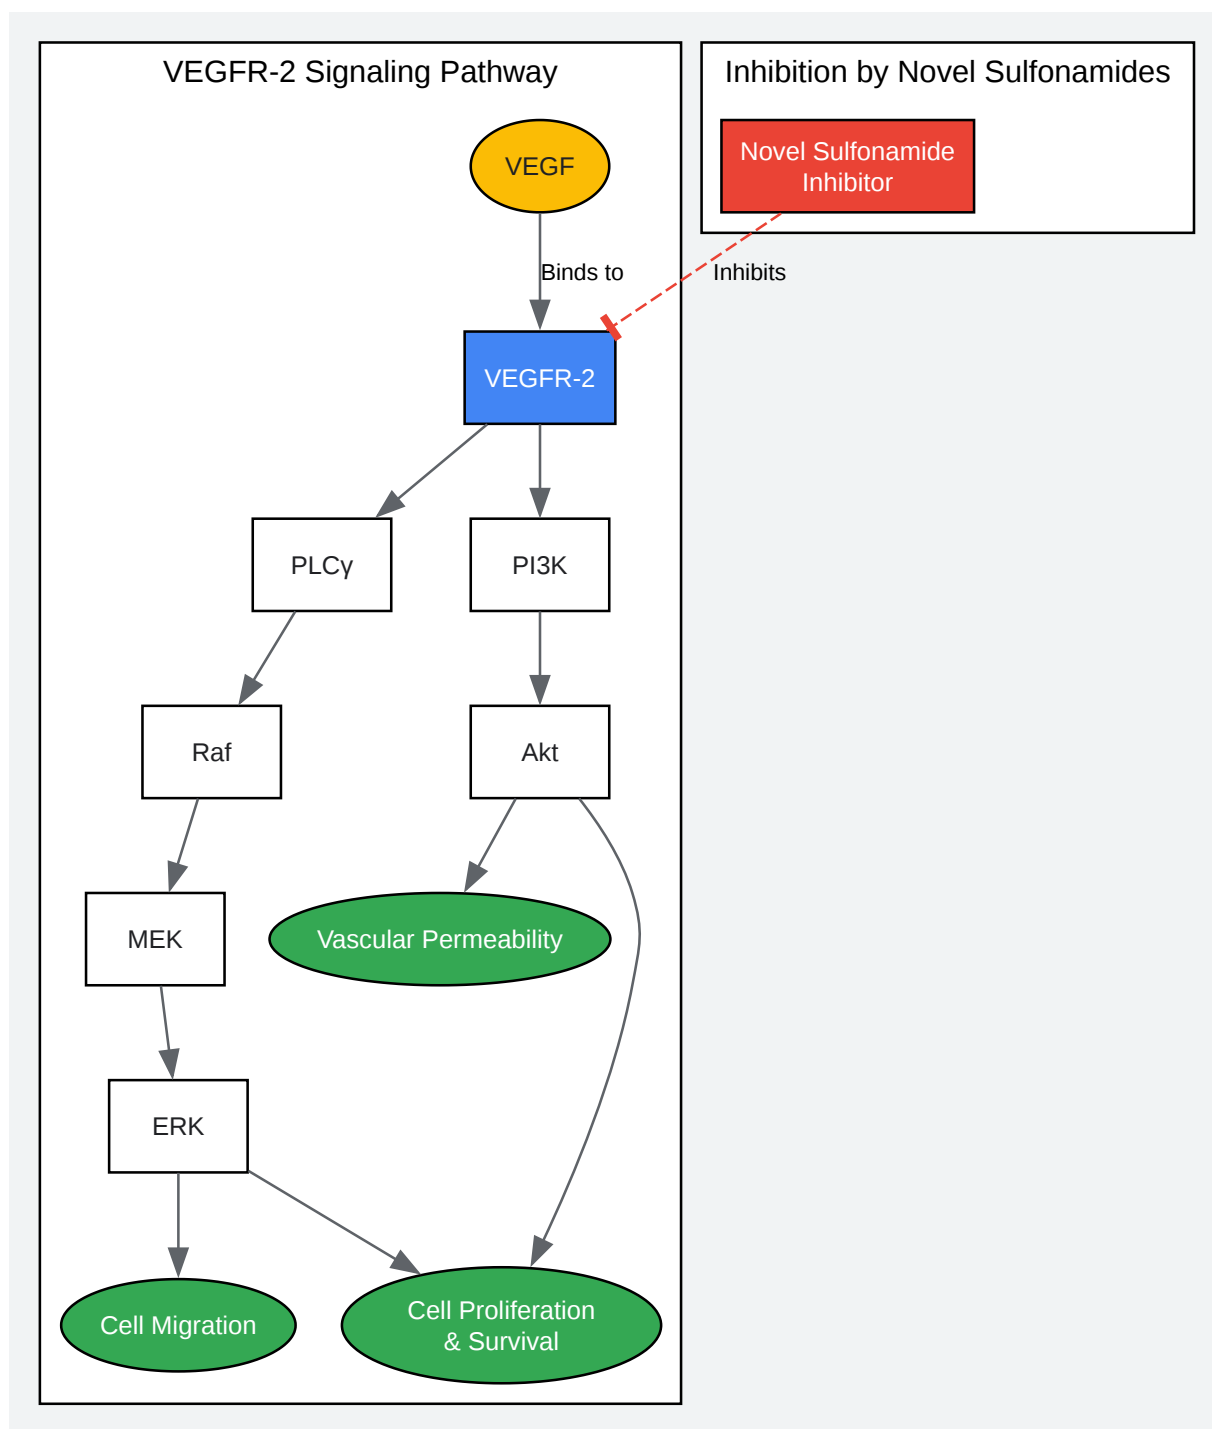 VEGFR-2 Signaling Pathway
Inhibition by Novel Sulfonamides
VEGF
Novel Sulfonamide
Inhibitor
Binds to
Inhibits
VEGFR-2
PLCγ
PI3K
Raf
Akt
MEK
Vascular Permeability
ERK
Cell Migration
Cell Proliferation
& Survival